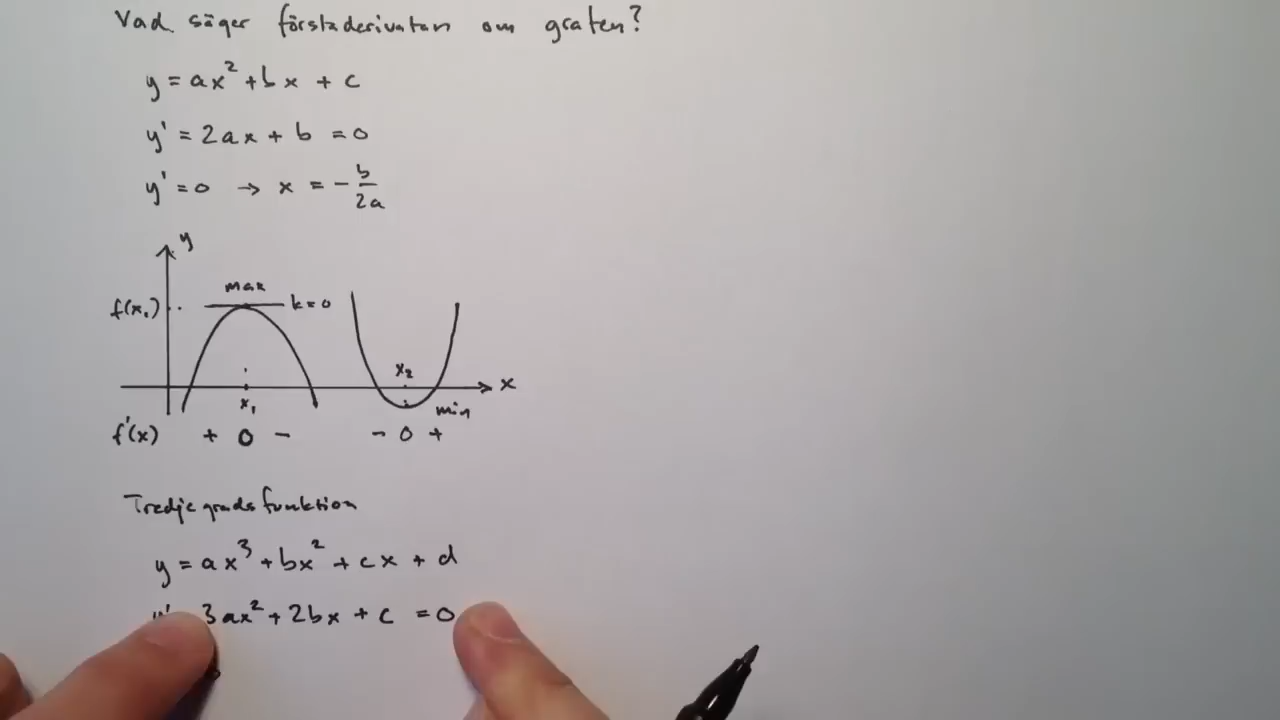 Vad säger förstaderivatan om grafen?
y = ax² + bx + c
y' = 2ax + b = 0
y' = 0 → x = - b/2a
y
max
f(x₁) k = 0
x₂
x
x₁ min
f'(x) + 0 - - 0 +
Tredjegradsfunktion
y = ax³ + bx² + cx + d
y' 3ax² + 2bx + c = 0